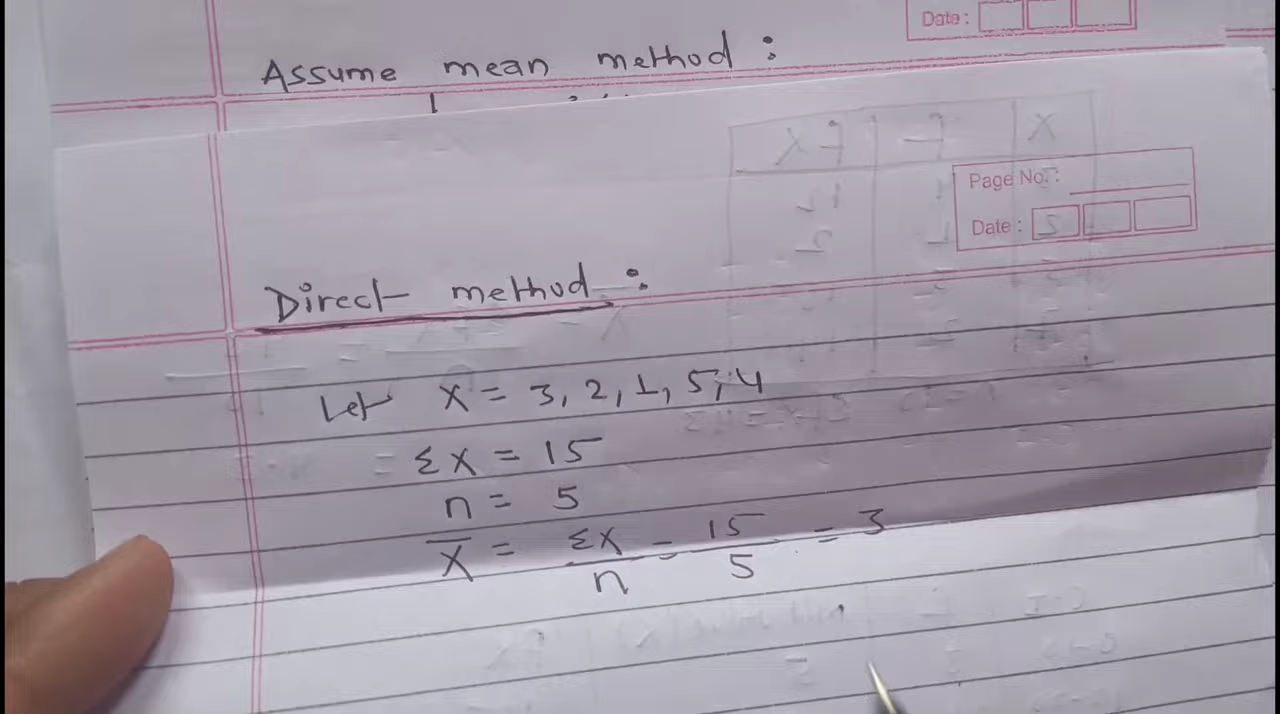 Date :
Assume mean method :
Page No. :
Date :
Direct method :
Let X = 3, 2, 1, 5, 4
ΣX = 15
n = 5
X̅ = ΣX/n = 15/5 = 3